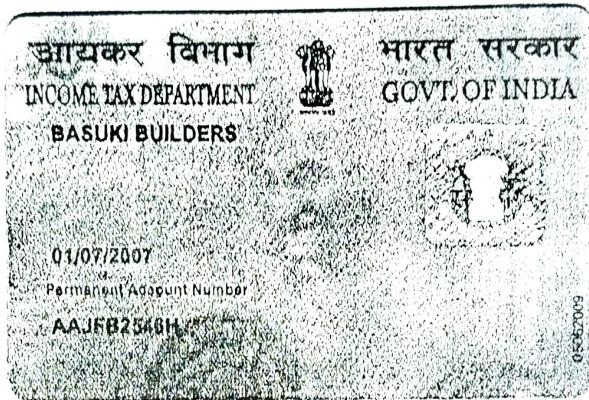 आयकर विभाग
भारत सरकार
INCOME TAX DEPARTMENT
GOVT. OF INDIA
BASUKI BUILDERS
01/07/2007
Permanent Account Number
AAJFB2546H
05062009